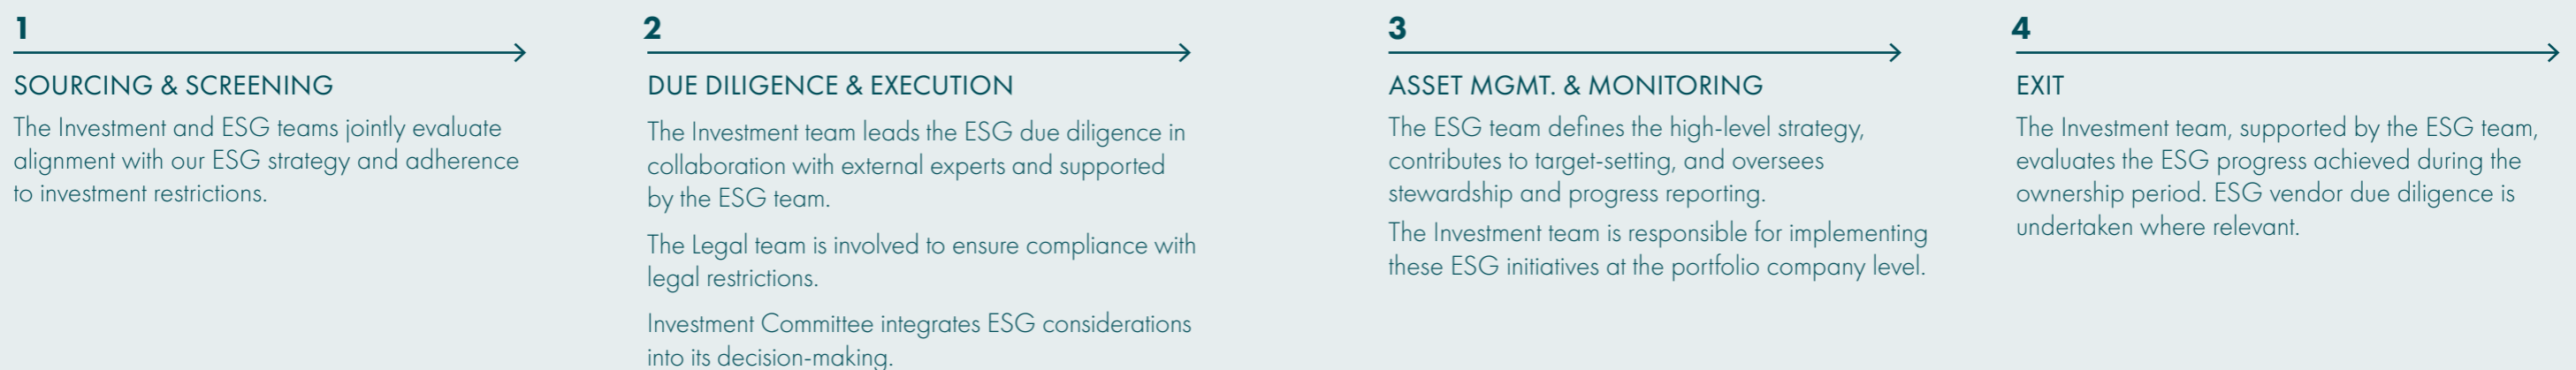 1
SOURCING & SCREENING
The Investment and ESG teams jointly evaluate
alignment with our ESG strategy and adherence
to investment restrictions.
2
DUE DILIGENCE & EXECUTION
The Investment team leads the ESG due diligence in
collaboration with external experts and supported
by the ESG team.
The Legal team is involved to ensure compliance with
legal restrictions.
Investment Committee integrates ESG considerations
into its decision-making.
3
ASSET MGMT. & MONITORING
The ESG team defines the high-level strategy,
contributes to target-setting, and oversees
stewardship and progress reporting.
The Investment team is responsible for implementing
these ESG initiatives at the portfolio company level.
4
EXIT
The Investment team, supported by the ESG team,
evaluates the ESG progress achieved during the
ownership period. ESG vendor due diligence is
undertaken where relevant.